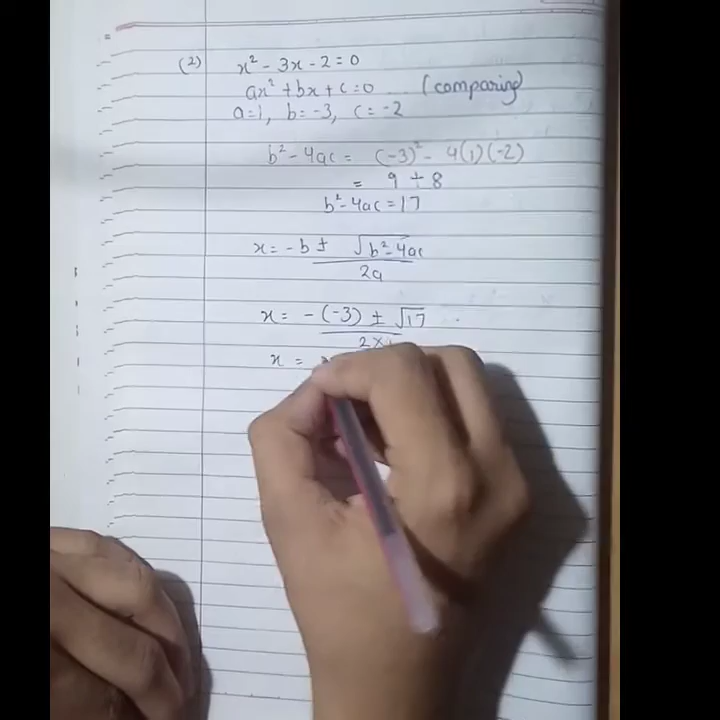 (2) x² - 3x - 2 = 0
ax² + bx + c = 0 (comparing)
a=1, b= -3, c= -2
b² - 4ac = (-3)² - 4(1)(-2)
= 9 + 8
b² - 4ac = 17
x = -b ± √b² - 4ac
2a
x = -(-3) ± √17
2×
x =